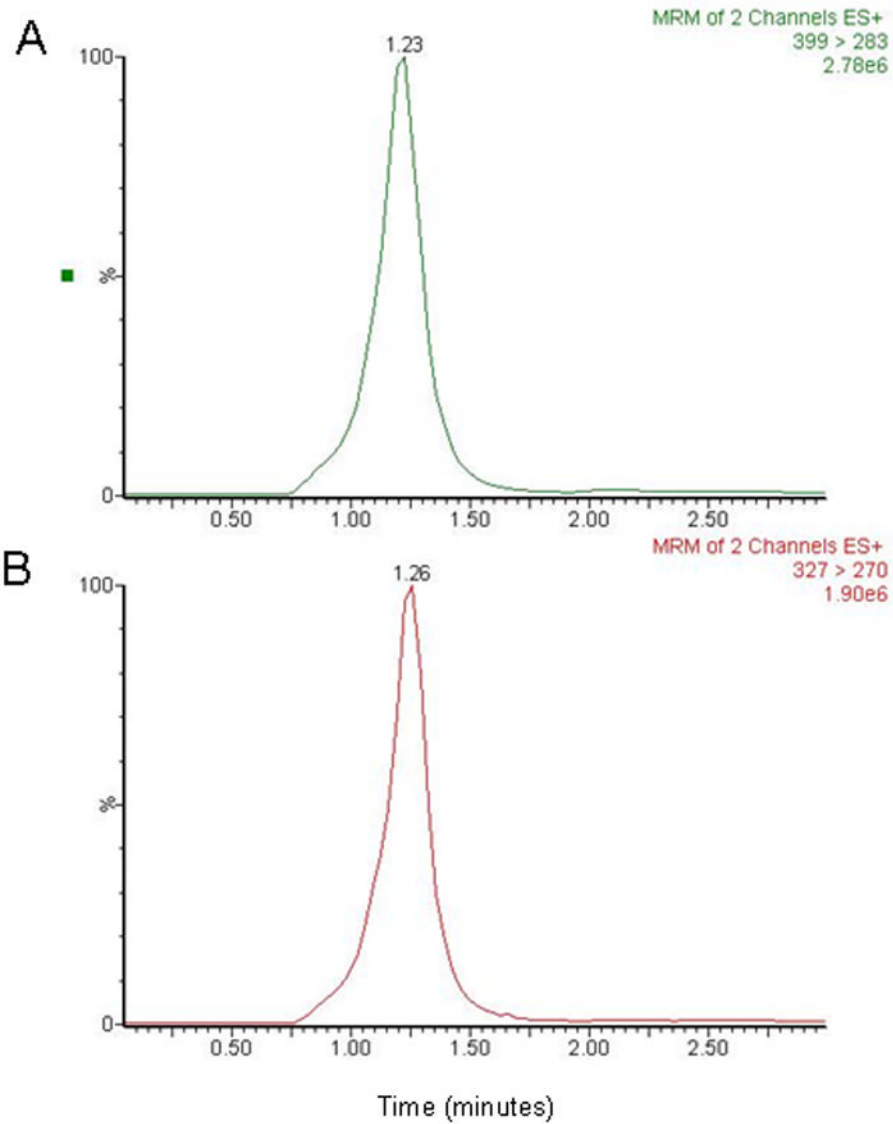 A
MRM of 2 Channels ES+
399 > 283
2.78e6
1.23
100
%
0
0.50 1.00 1.50 2.00 2.50
B
MRM of 2 Channels ES+
327 > 270
1.90e6
1.26
100
%
0
0.50 1.00 1.50 2.00 2.50
Time (minutes)